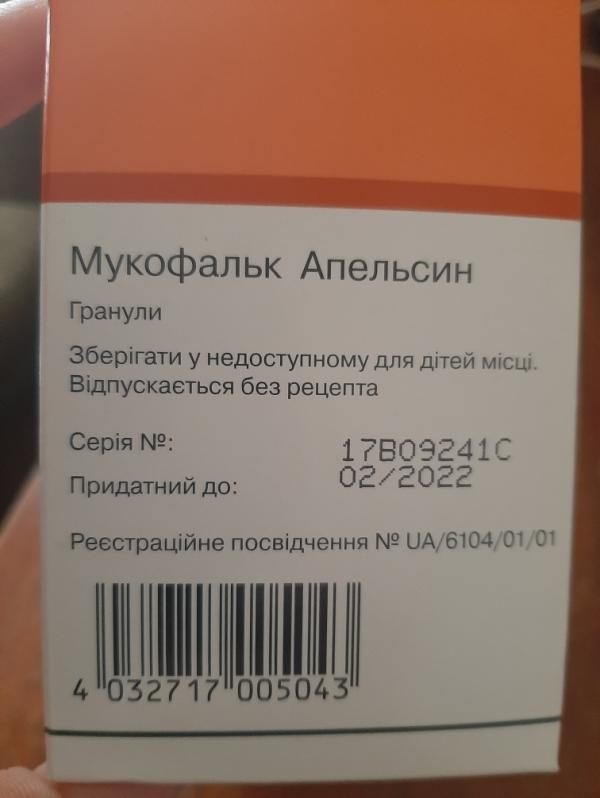 Мукофальк Апельсин
Гранули
Зберігати у недоступному для дітей місці.
Відпускається без рецепта
Серія №: 17B09241C
Придатний до: 02/2022
Реєстраційне посвідчення № UA/6104/01/01
4 032717 005043